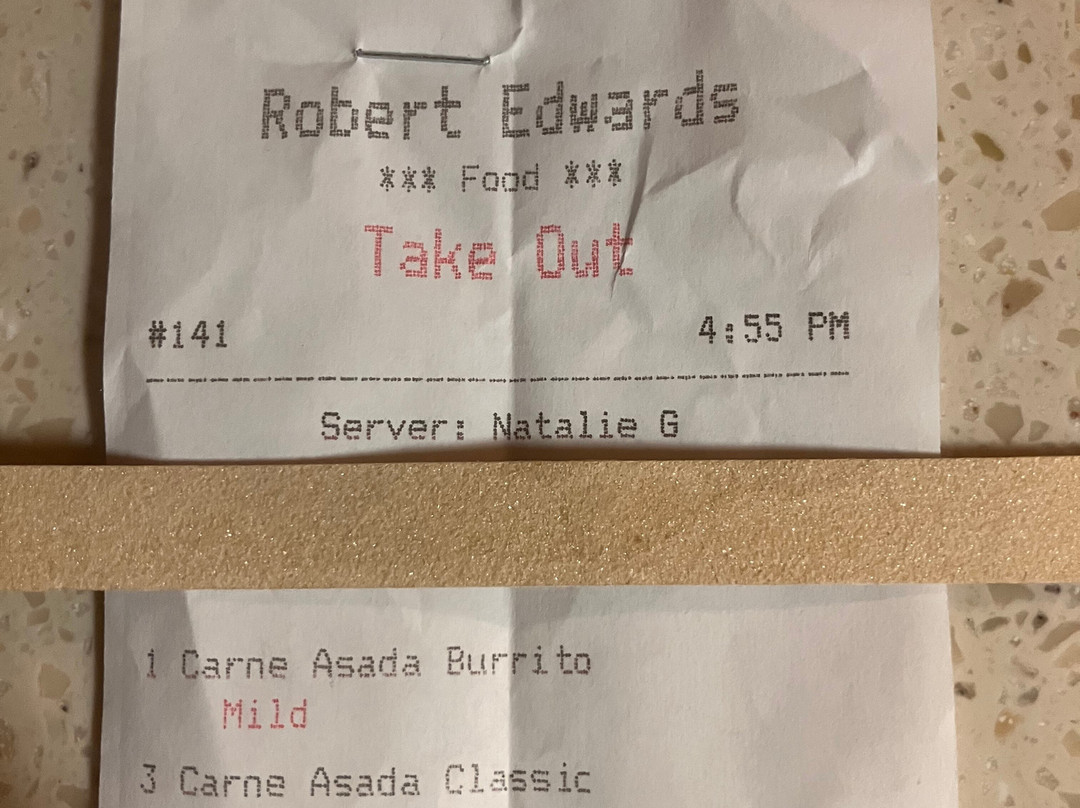 Robert Edwards
*** Food ***
Take Out
#141 4:55 PM
Server: Natalie G
1 Carne Asada Burrito
Mild
3 Carne Asada Classic